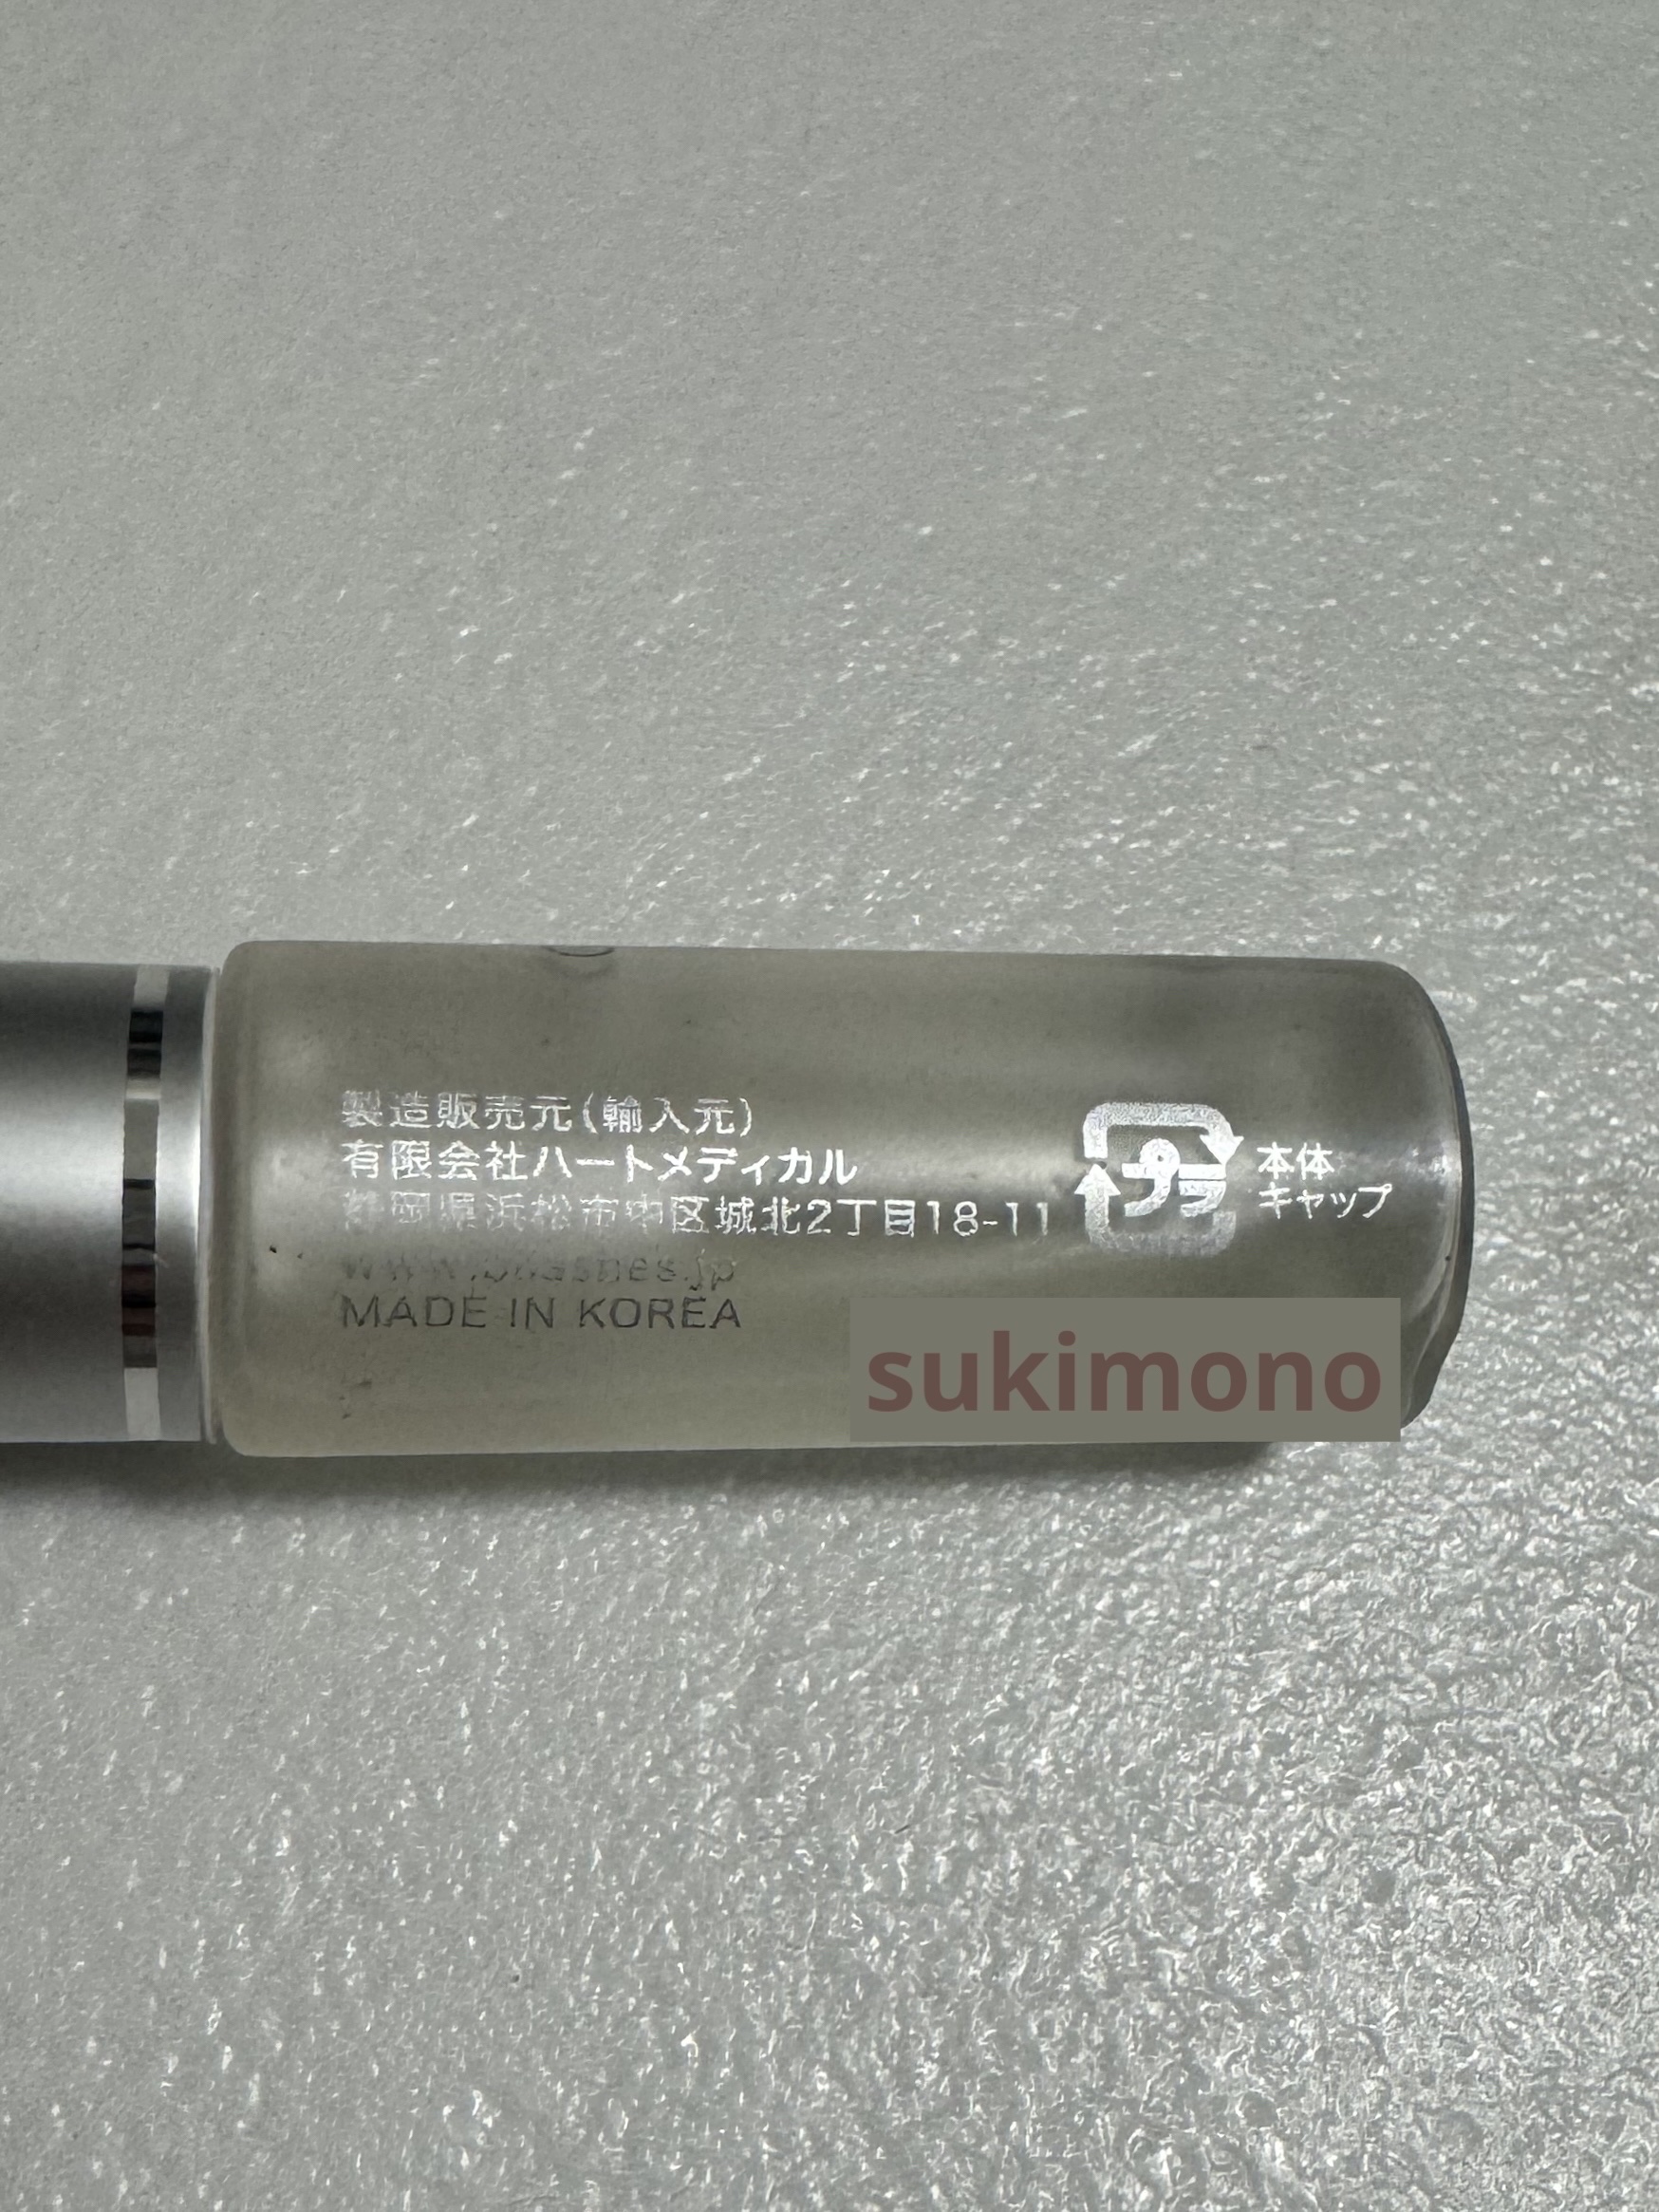 製造販売元(輸入元)
有限会社ハートメディカル
静岡県浜松市中区城北2丁目18-11
MADE IN KOREA
プラ
本体
キャップ
sukimono